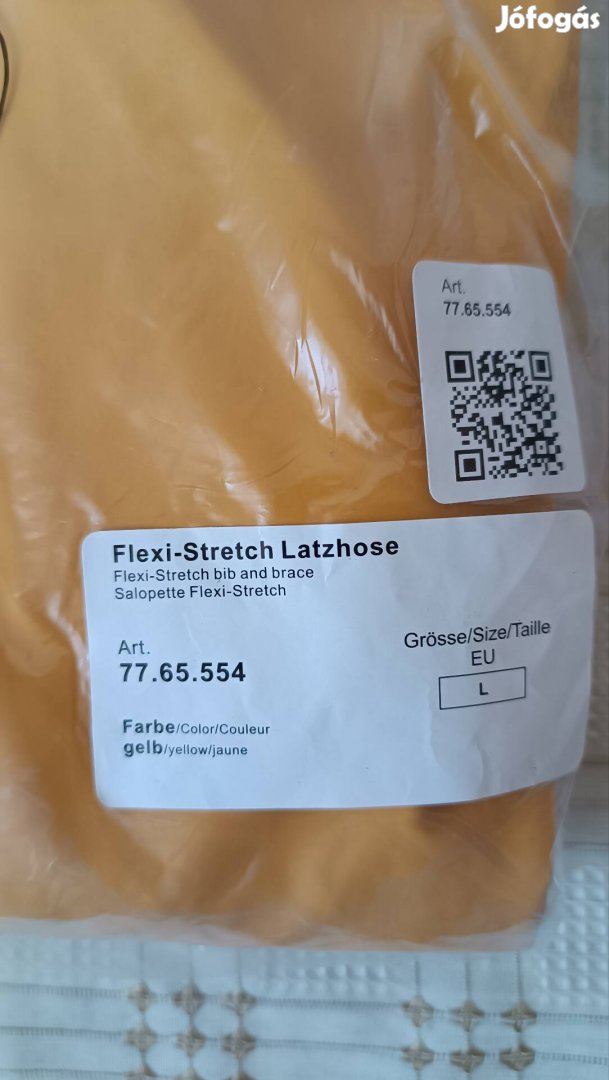 Jófogás
Art.
77.65.554
Flexi-Stretch Latzhose
Flexi-Stretch bib and brace
Salopette Flexi-Stretch
Art.
77.65.554
Grösse/Size/Taille
EU
L
Farbe/Color/Couleur
gelb/yellow/jaune